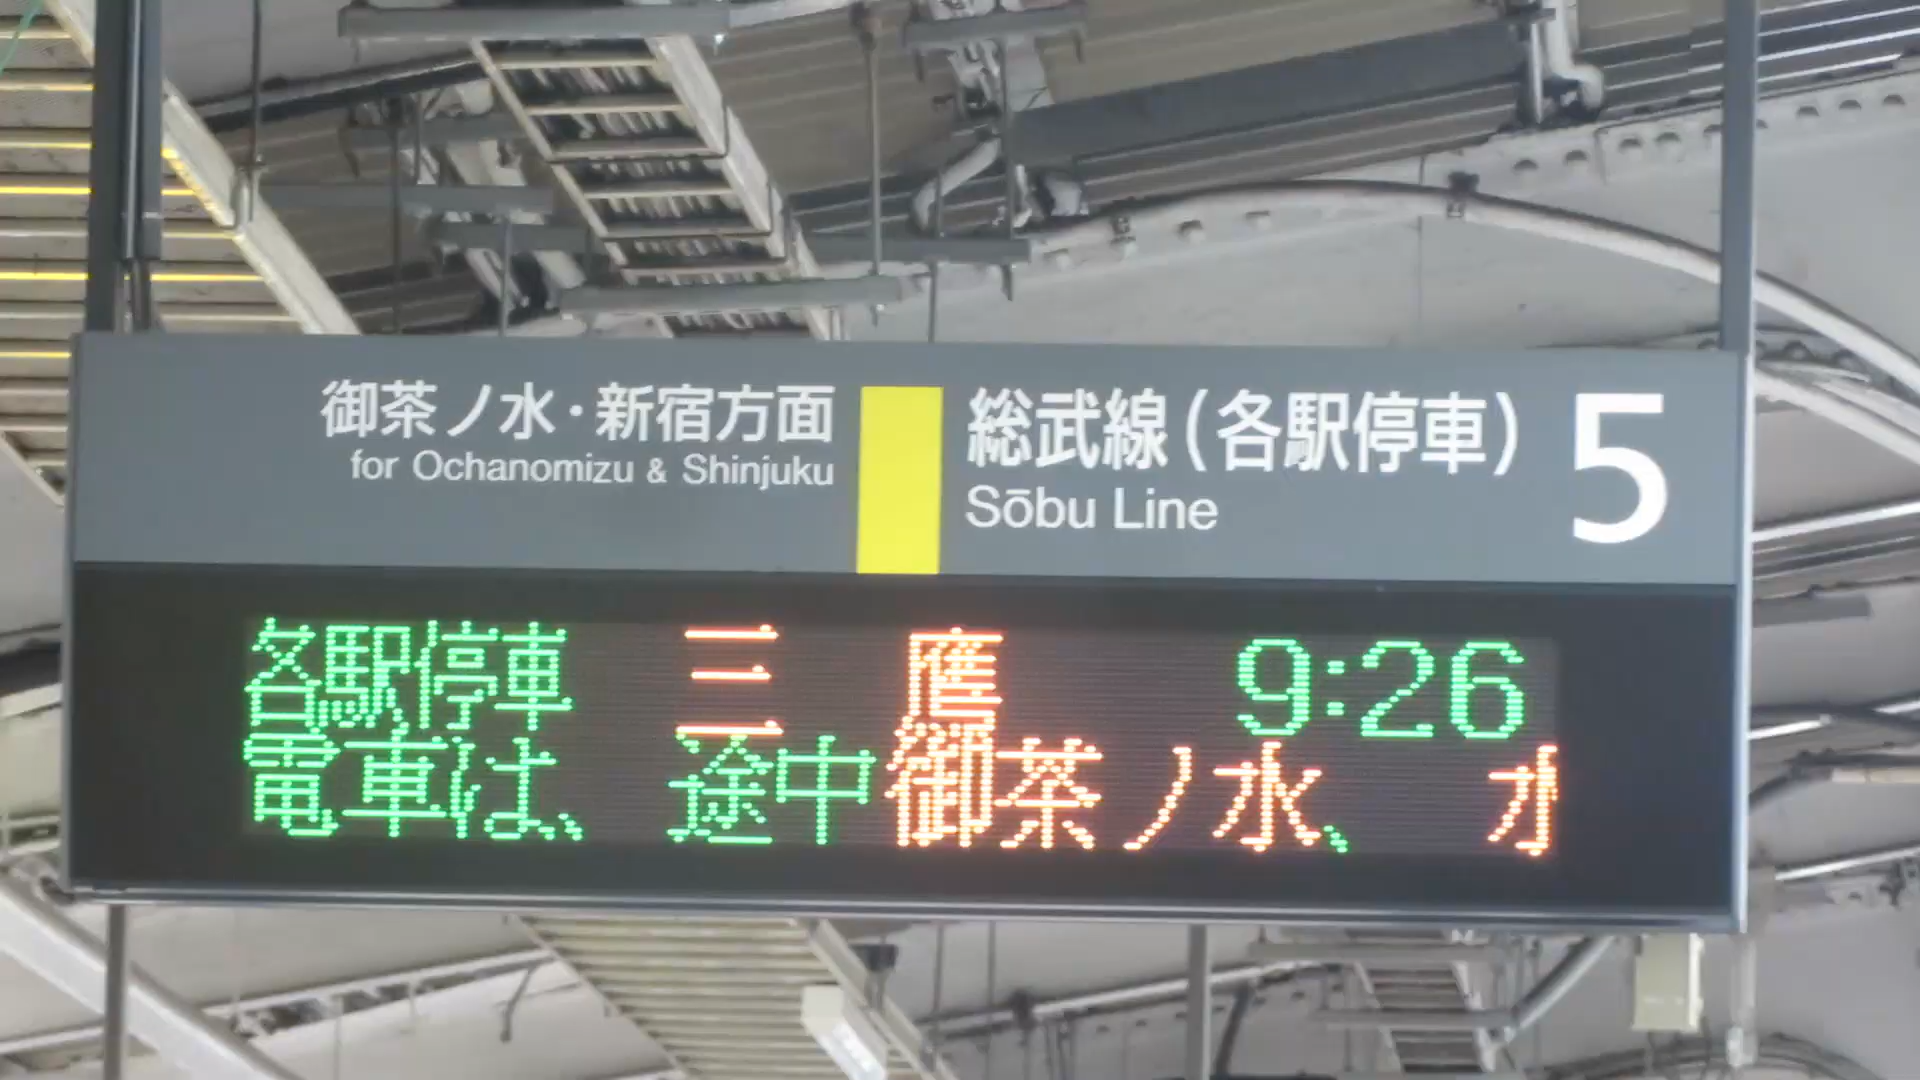 御茶ノ水・新宿方面
for Ochanomizu & Shinjuku
総武線(各駅停車)
Sōbu Line
5
各駅停車 三 鷹 9:26
電車は、 途中御茶ノ水、